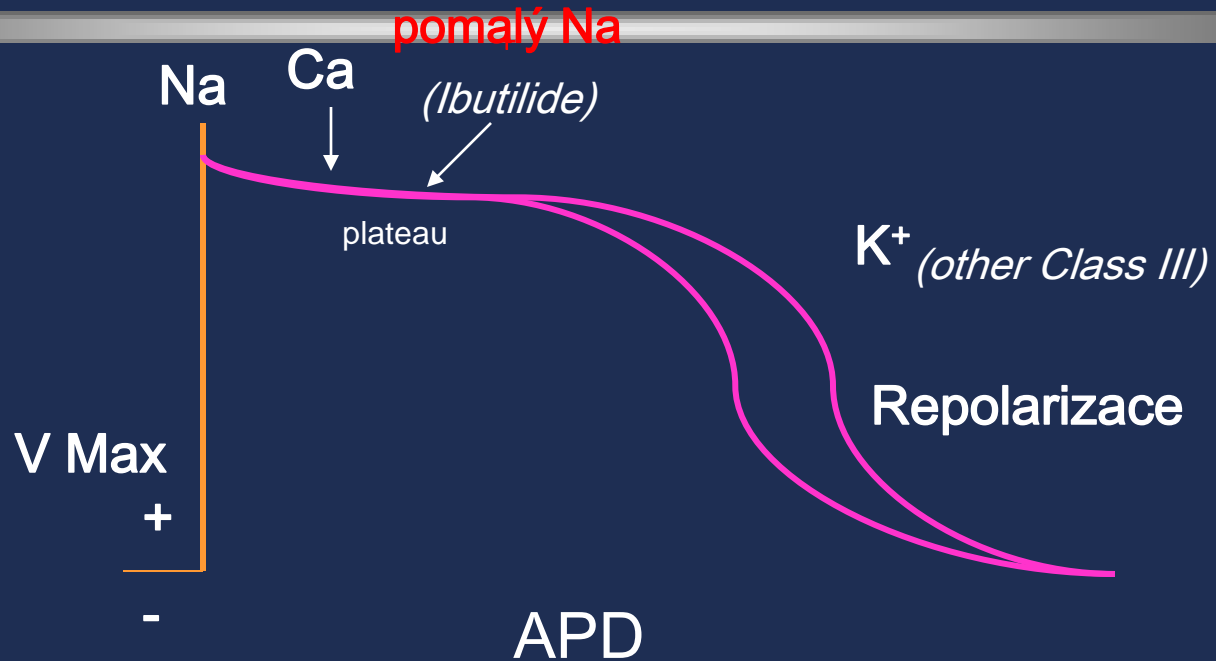 pomalý Na
Na
Ca
(Ibutilide)
plateau
K+ (other Class III)
Repolarizace
V Max
+
-
APD